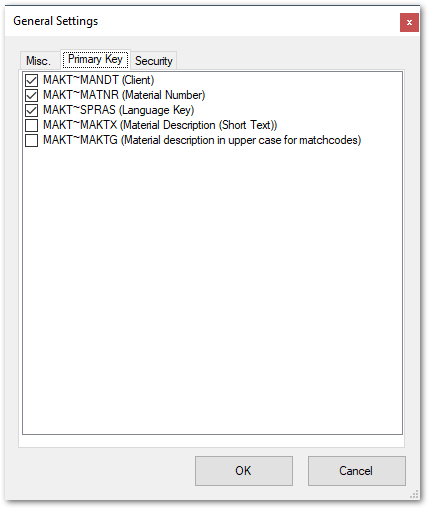 General Settings
x
Misc. Primary Key Security
MAKT~MANDT (Client)
MAKT~MATNR (Material Number)
MAKT~SPRAS (Language Key)
MAKT~MAKTX (Material Description (Short Text))
MAKT~MAKTG (Material description in upper case for matchcodes)
OK Cancel